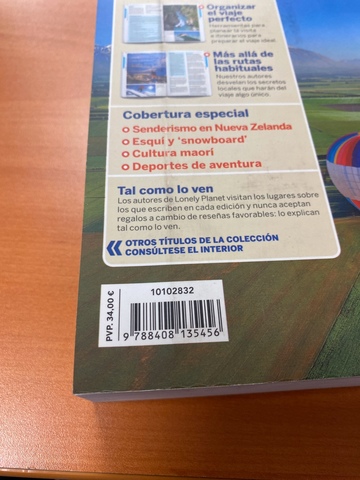 Organizar
el viaje
perfecto
Herramientas para
planear la visita
e itinerarios para
preparar el viaje ideal.
Más allá de
las rutas
habituales
Nuestros autores
desvelan los secretos
locales que harán del
viaje algo único.
Cobertura especial
Senderismo en Nueva Zelanda
Esquí y 'snowboard'
Cultura maorí
Deportes de aventura
Tal como lo ven
Los autores de Lonely Planet visitan los lugares sobre
los que escriben en cada edición y nunca aceptan
regalos a cambio de reseñas favorables: lo explican
tal como lo ven.
OTROS TÍTULOS DE LA COLECCIÓN
CONSÚLTESE EL INTERIOR
PVP. 34,00 €
10102832
9 788408 135456